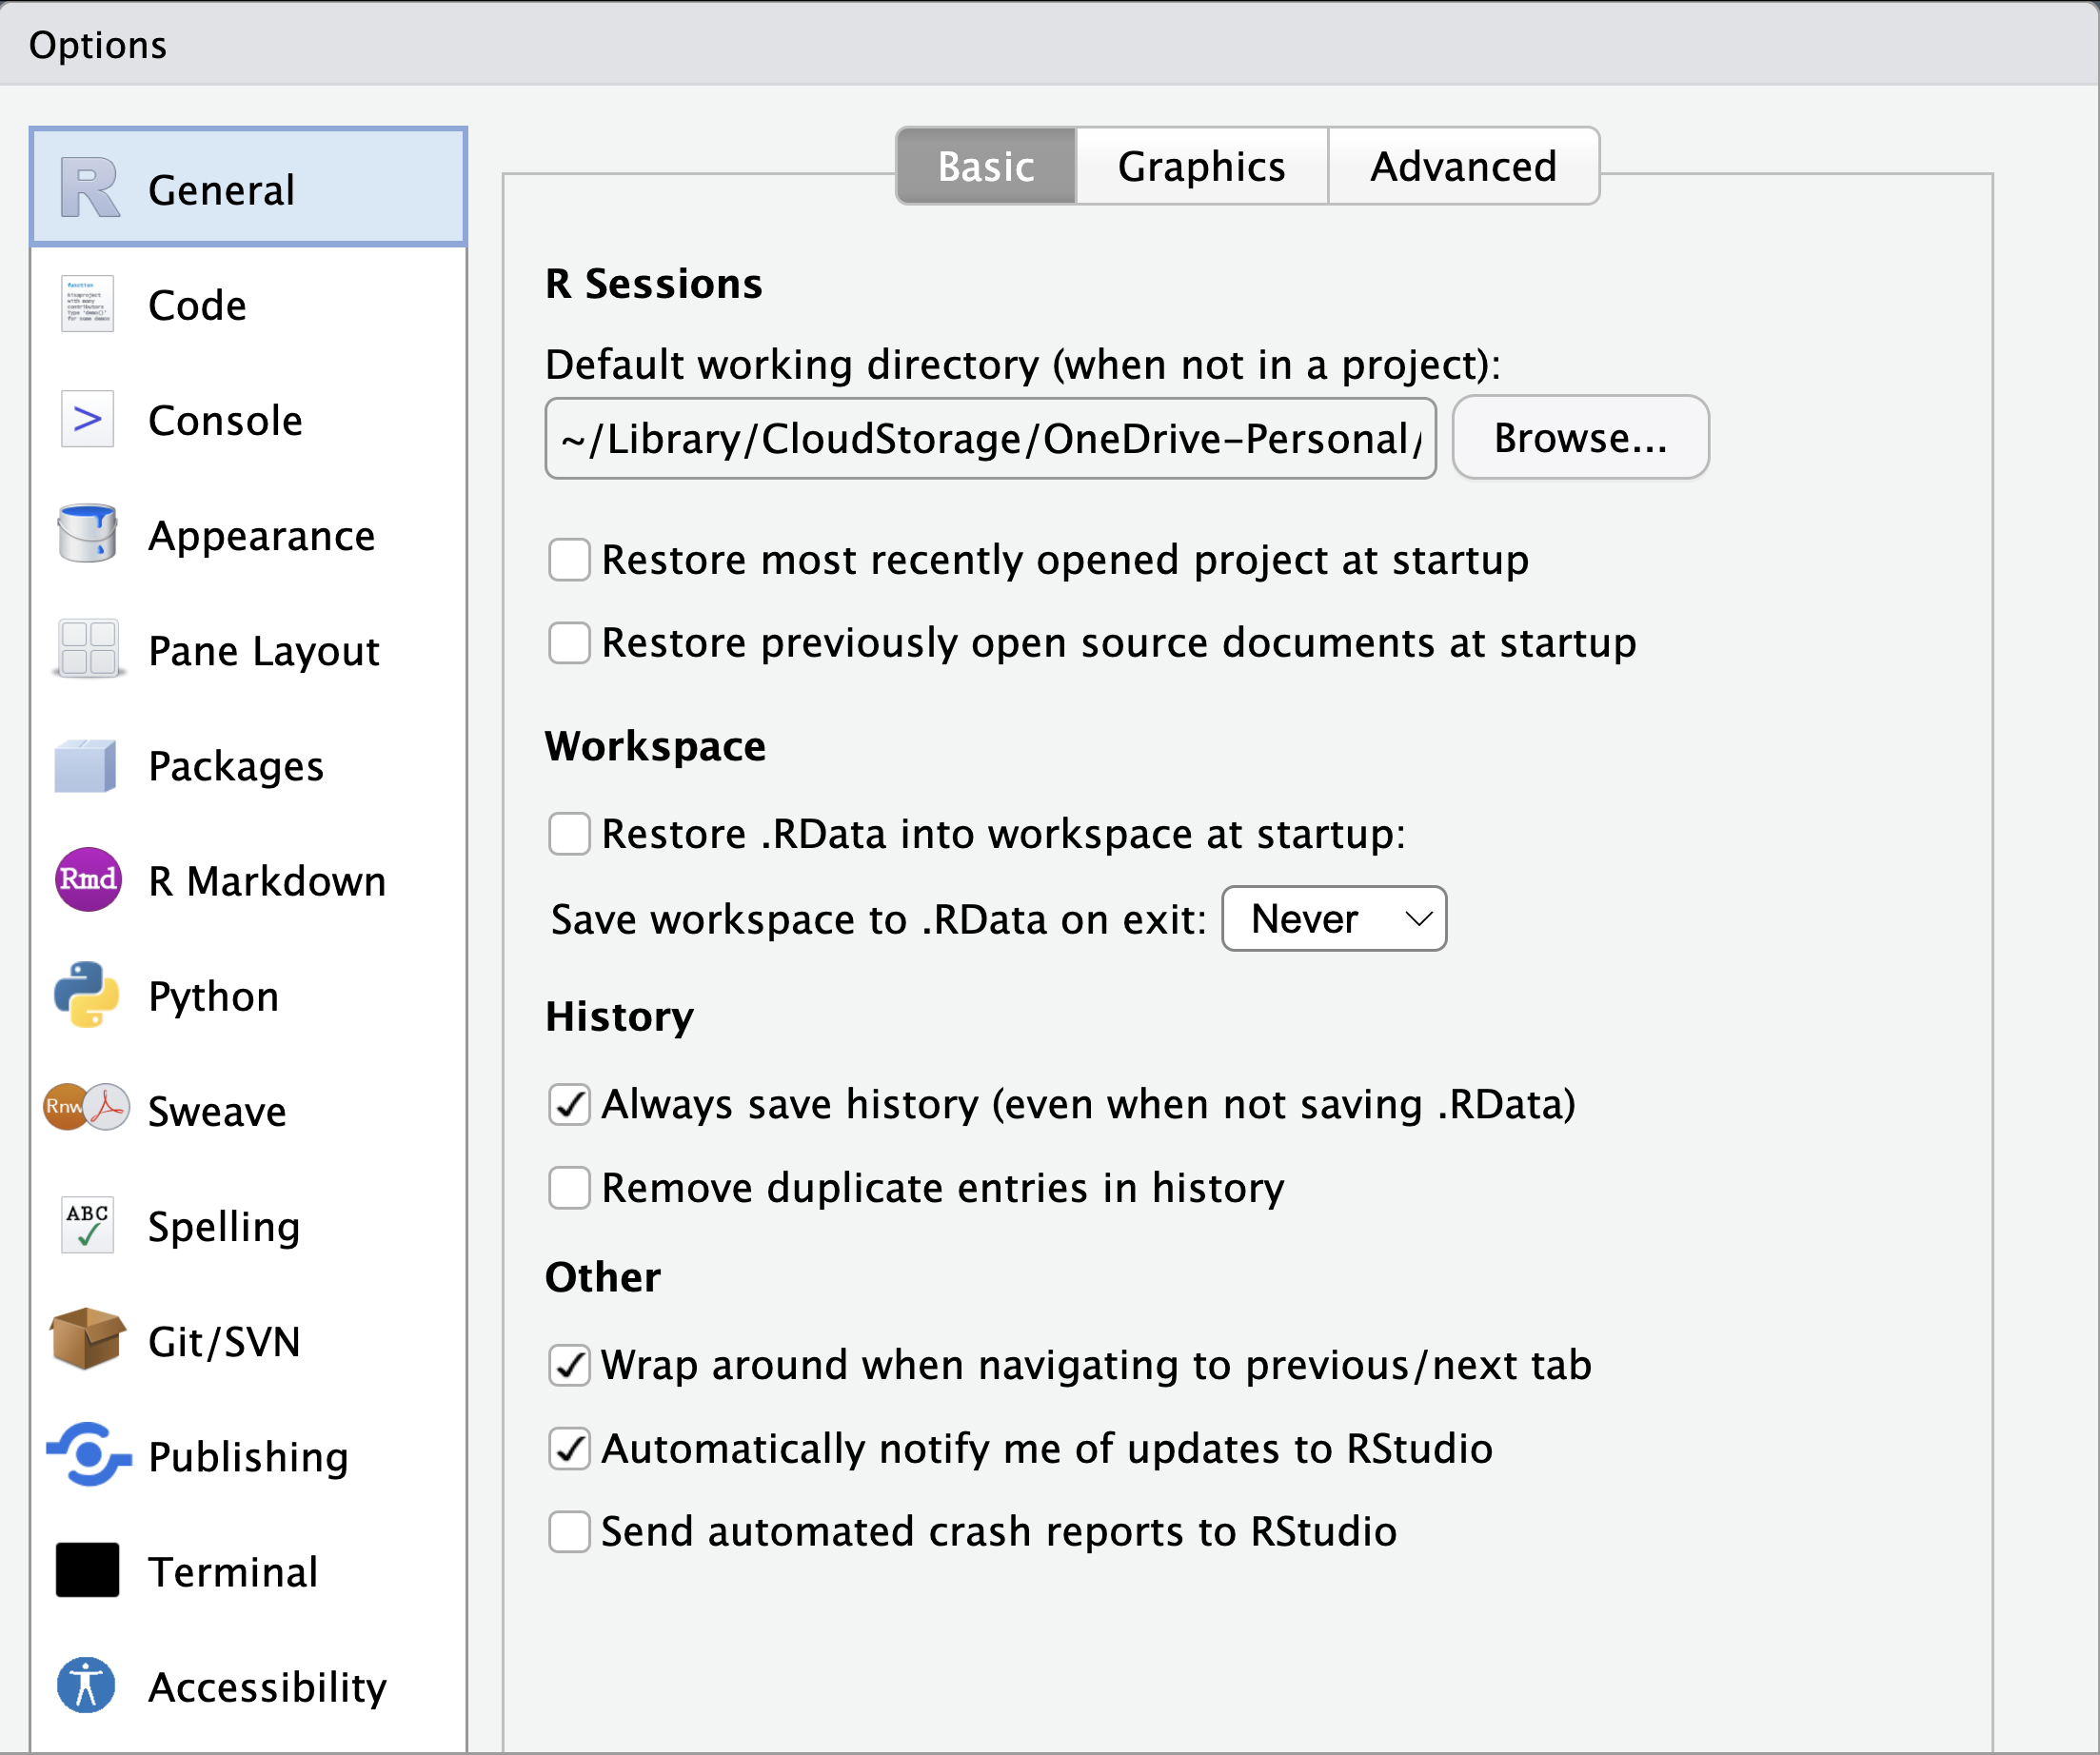 Options
General
Code
Console
Appearance
Pane Layout
Packages
Rmd
R Markdown
Python
Rnw
Sweave
ABC
Spelling
Git/SVN
Publishing
Terminal
Accessibility
Basic
Graphics
Advanced
R Sessions
Default working directory (when not in a project):
~/Library/CloudStorage/OneDrive-Personal/
Browse...
Restore most recently opened project at startup
Restore previously open source documents at startup
Workspace
Restore .RData into workspace at startup:
Save workspace to .RData on exit:
Never
History
Always save history (even when not saving .RData)
Remove duplicate entries in history
Other
Wrap around when navigating to previous/next tab
Automatically notify me of updates to RStudio
Send automated crash reports to RStudio